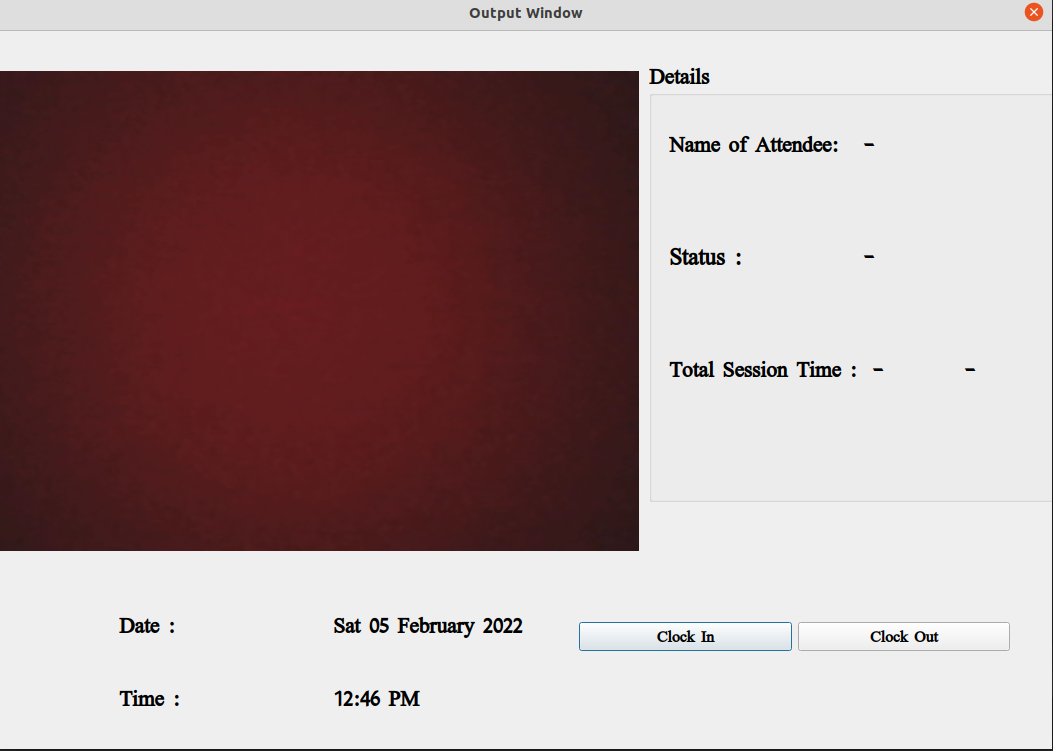 Output Window
Details
Name of Attendee: -
Status : -
Total Session Time : - -
Date : Sat 05 February 2022
Clock In
Clock Out
Time : 12:46 PM